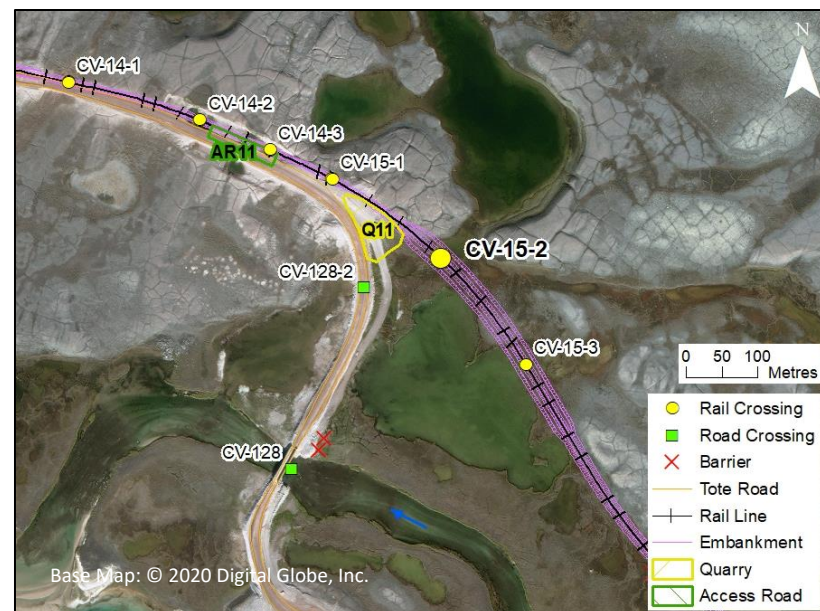 N
CV-14-1
CV-14-2
CV-14-3
AR11
CV-15-1
Q11
CV-15-2
CV-128-2
CV-15-3
0 50 100
Metres
CV-128
Rail Crossing
Road Crossing
Barrier
Tote Road
Rail Line
Embankment
Quarry
Access Road
Base Map: © 2020 Digital Globe, Inc.